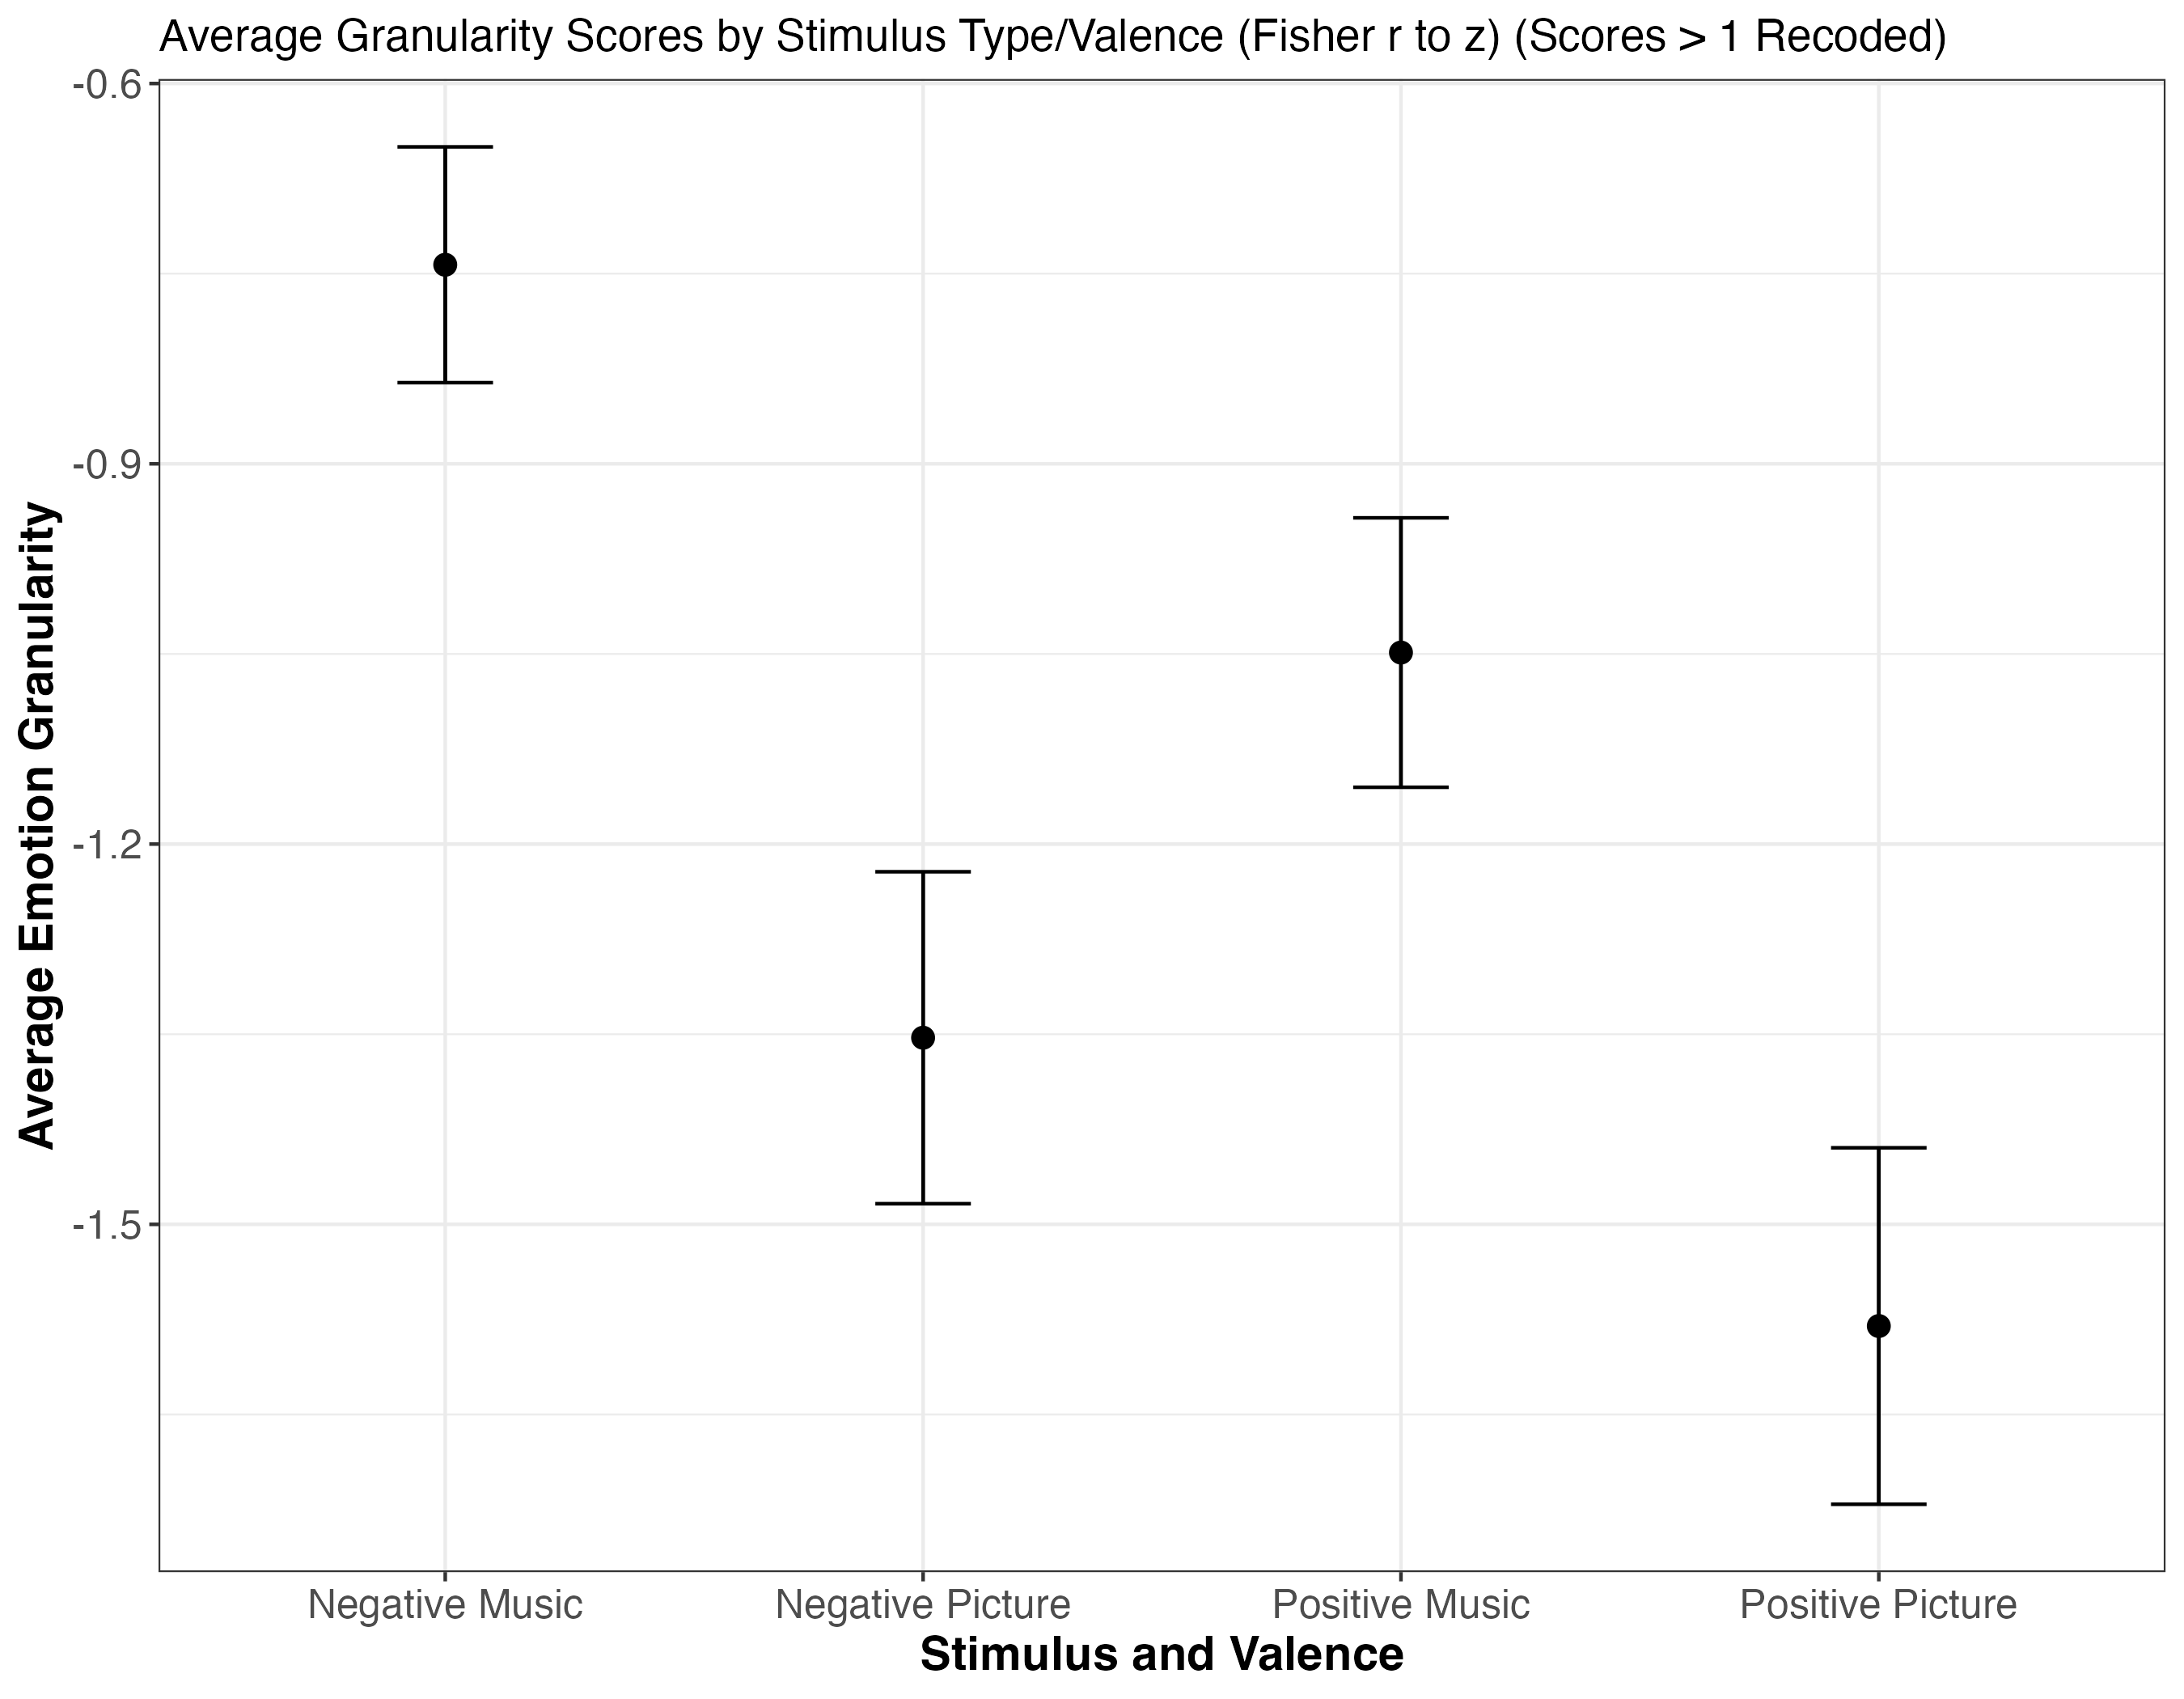 Average Granularity Scores by Stimulus Type/Valence (Fisher r to z) (Scores > 1 Recoded)
Average Emotion Granularity
-0.6
-0.9
-1.2
-1.5
Negative Music
Negative Picture
Positive Music
Positive Picture
Stimulus and Valence